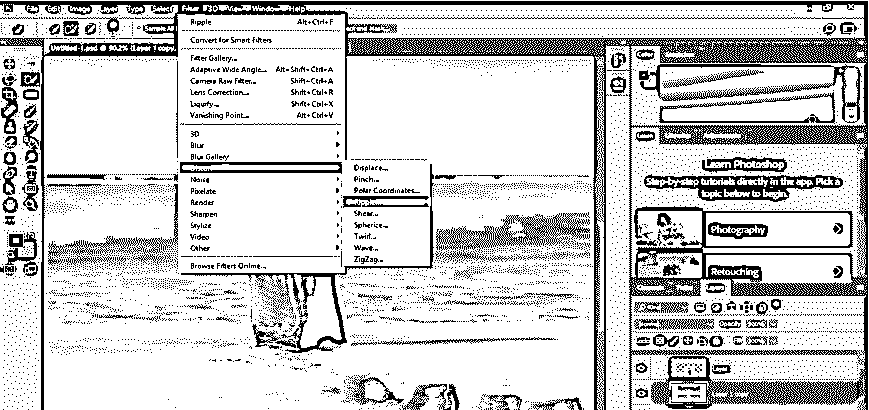 File Edit Image Layer Type Select Filter 3D View Window Help
Untitled-1.psd @ 90.2% (Layer 1 copy,
Ripple Alt+Ctrl+F
Convert for Smart Filters
Filter Gallery...
Adaptive Wide Angle... Alt+Shift+Ctrl+A
Camera Raw Filter... Shift+Ctrl+A
Lens Correction... Shift+Ctrl+R
Liquify... Shift+Ctrl+X
Vanishing Point... Alt+Ctrl+V
3D
Blur
Blur Gallery
Noise
Pixelate
Render
Sharpen
Stylize
Video
Other
Browse Filters Online...
Displace...
Pinch...
Polar Coordinates...
Shear...
Spherize...
Twirl...
Wave...
ZigZag...
Learn Photoshop
Step-by-step tutorials directly in the app. Pick a
topic below to begin.
Photography
Retouching
Layers
Opacity
Layer